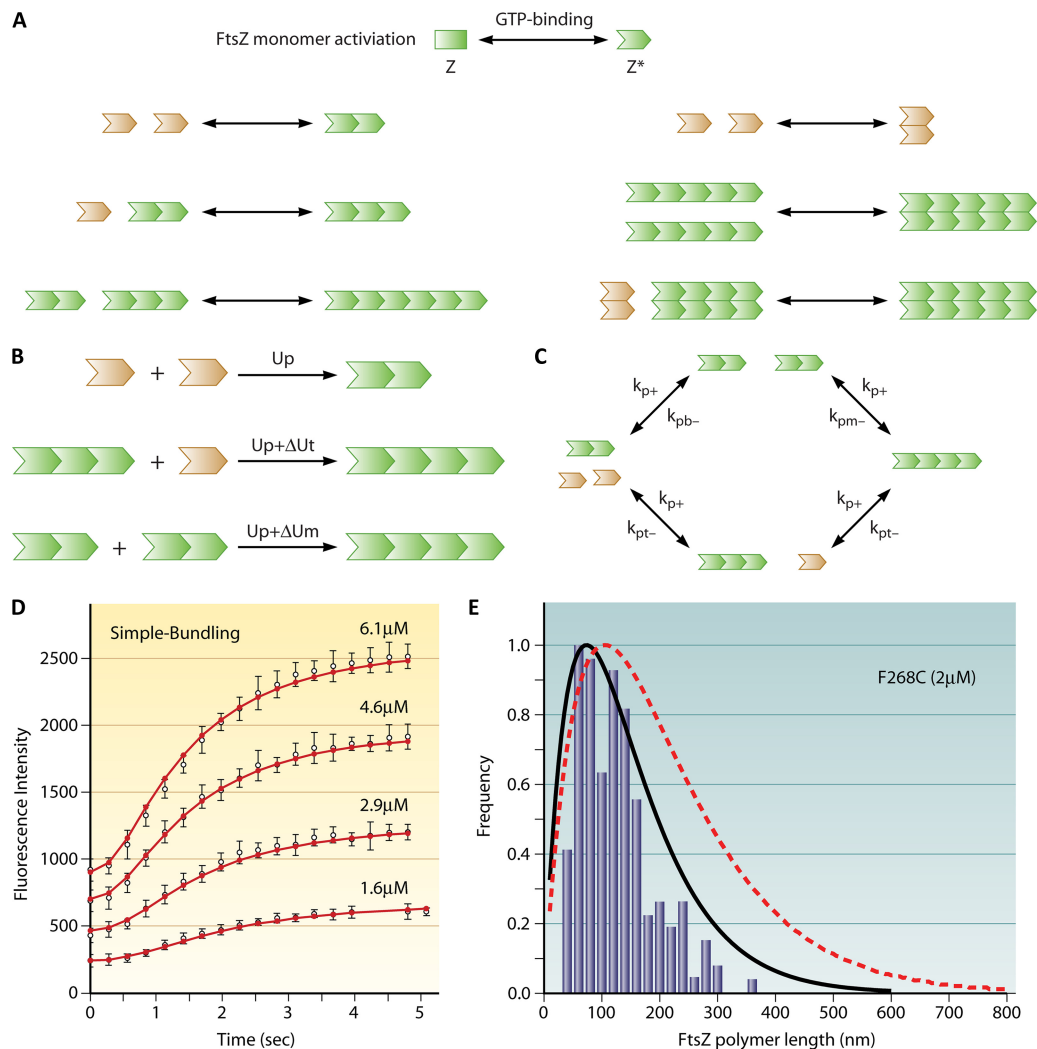 A
GTP-binding
FtsZ monomer activiation
Z
Z*
B
Up
Up+ΔUt
Up+ΔUm
C
kp+
kp+
kpb–
kpm–
kp+
kp+
kpt–
kpt–
D
Simple-Bundling
6.1μM
4.6μM
2.9μM
1.6μM
2500
2000
1500
1000
500
0
0 1 2 3 4 5
Fluorescence Intensity
Time (sec)
E
F268C (2μM)
1.0
0.8
0.6
0.4
0.2
0.0
0 100 200 300 400 500 600 700 800
Frequency
FtsZ polymer length (nm)